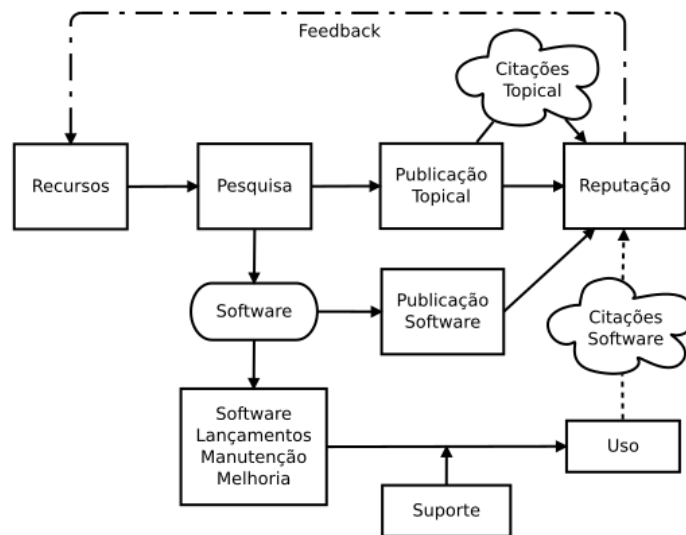 Feedback
Citações
Topical
Recursos
Pesquisa
Publicação
Topical
Reputação
Software
Publicação
Software
Citações
Software
Software
Lançamentos
Manutenção
Melhoria
Uso
Suporte